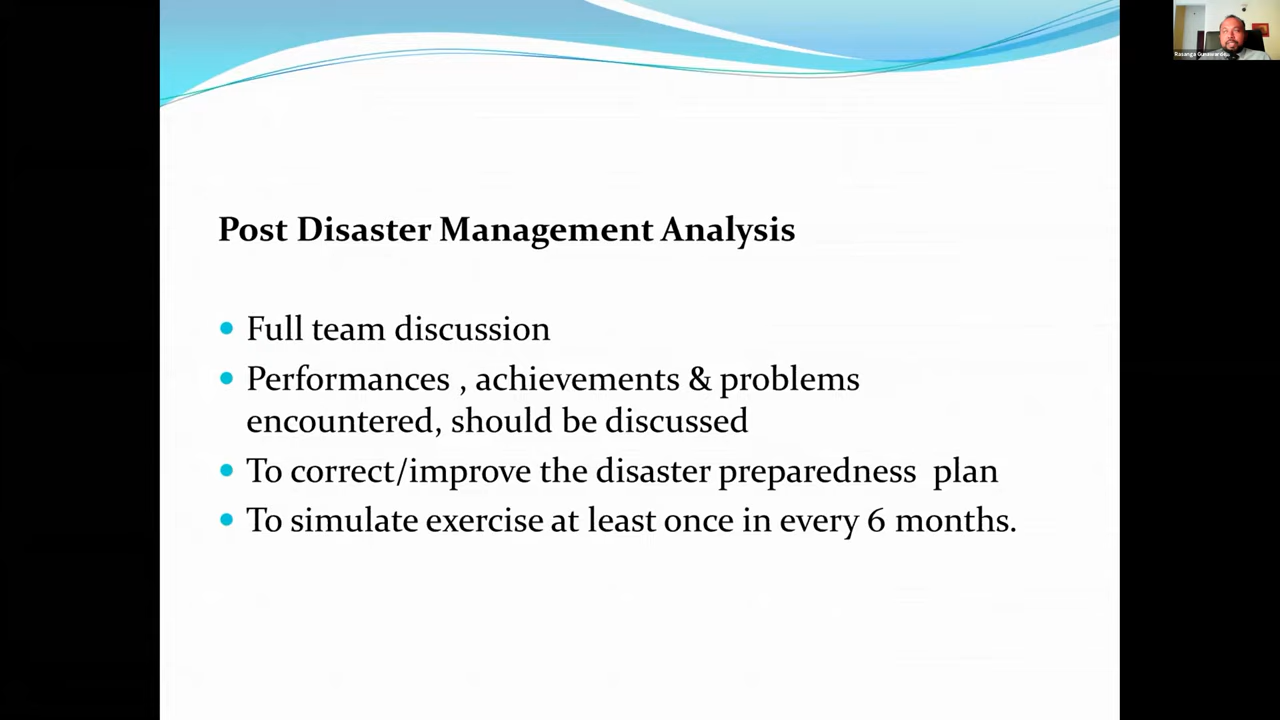 Post Disaster Management Analysis
• Full team discussion
• Performances , achievements & problems
encountered, should be discussed
• To correct/improve the disaster preparedness plan
• To simulate exercise at least once in every 6 months.